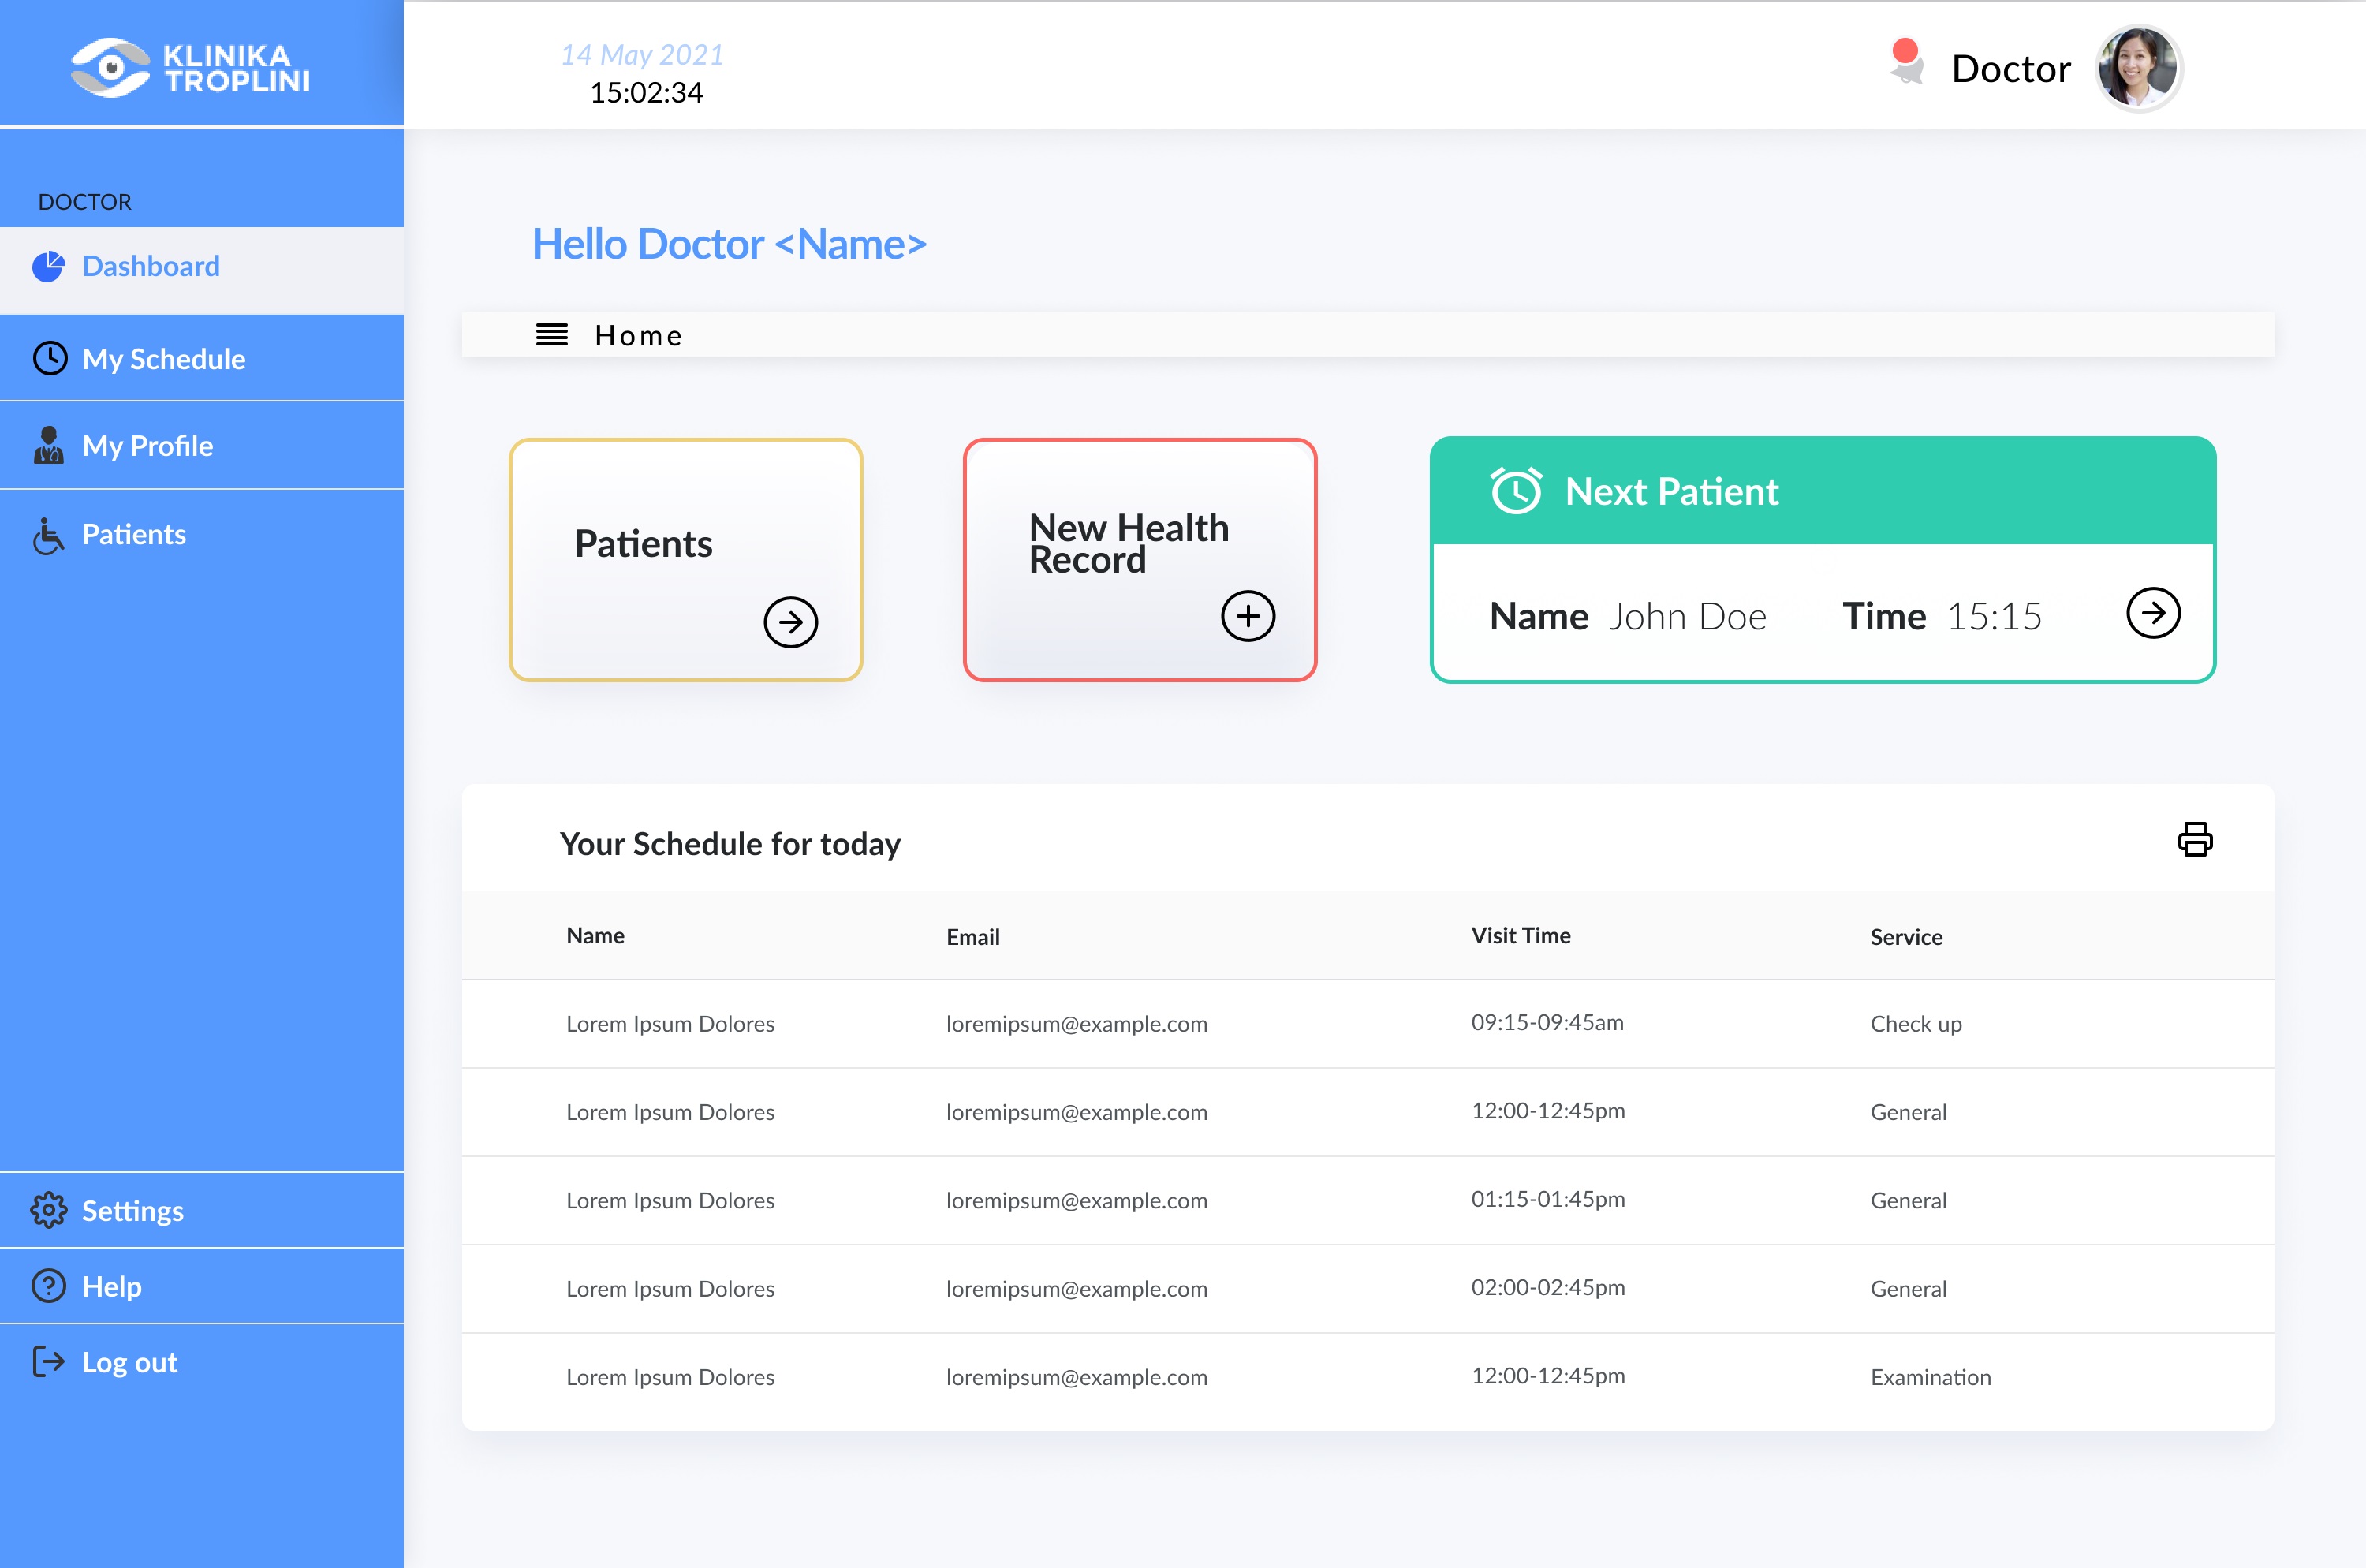 KLINIKA
TROPLINI
14 May 2021
15:02:34
Doctor
DOCTOR
Dashboard
My Schedule
My Profile
Patients
Settings
Help
Log out
Hello Doctor <Name>
Home
Patients
New Health
Record
Next Patient
Name John Doe Time 15:15
Your Schedule for today
Name Email Visit Time Service
Lorem Ipsum Dolores loremipsum@example.com 09:15-09:45am Check up
Lorem Ipsum Dolores loremipsum@example.com 12:00-12:45pm General
Lorem Ipsum Dolores loremipsum@example.com 01:15-01:45pm General
Lorem Ipsum Dolores loremipsum@example.com 02:00-02:45pm General
Lorem Ipsum Dolores loremipsum@example.com 12:00-12:45pm Examination